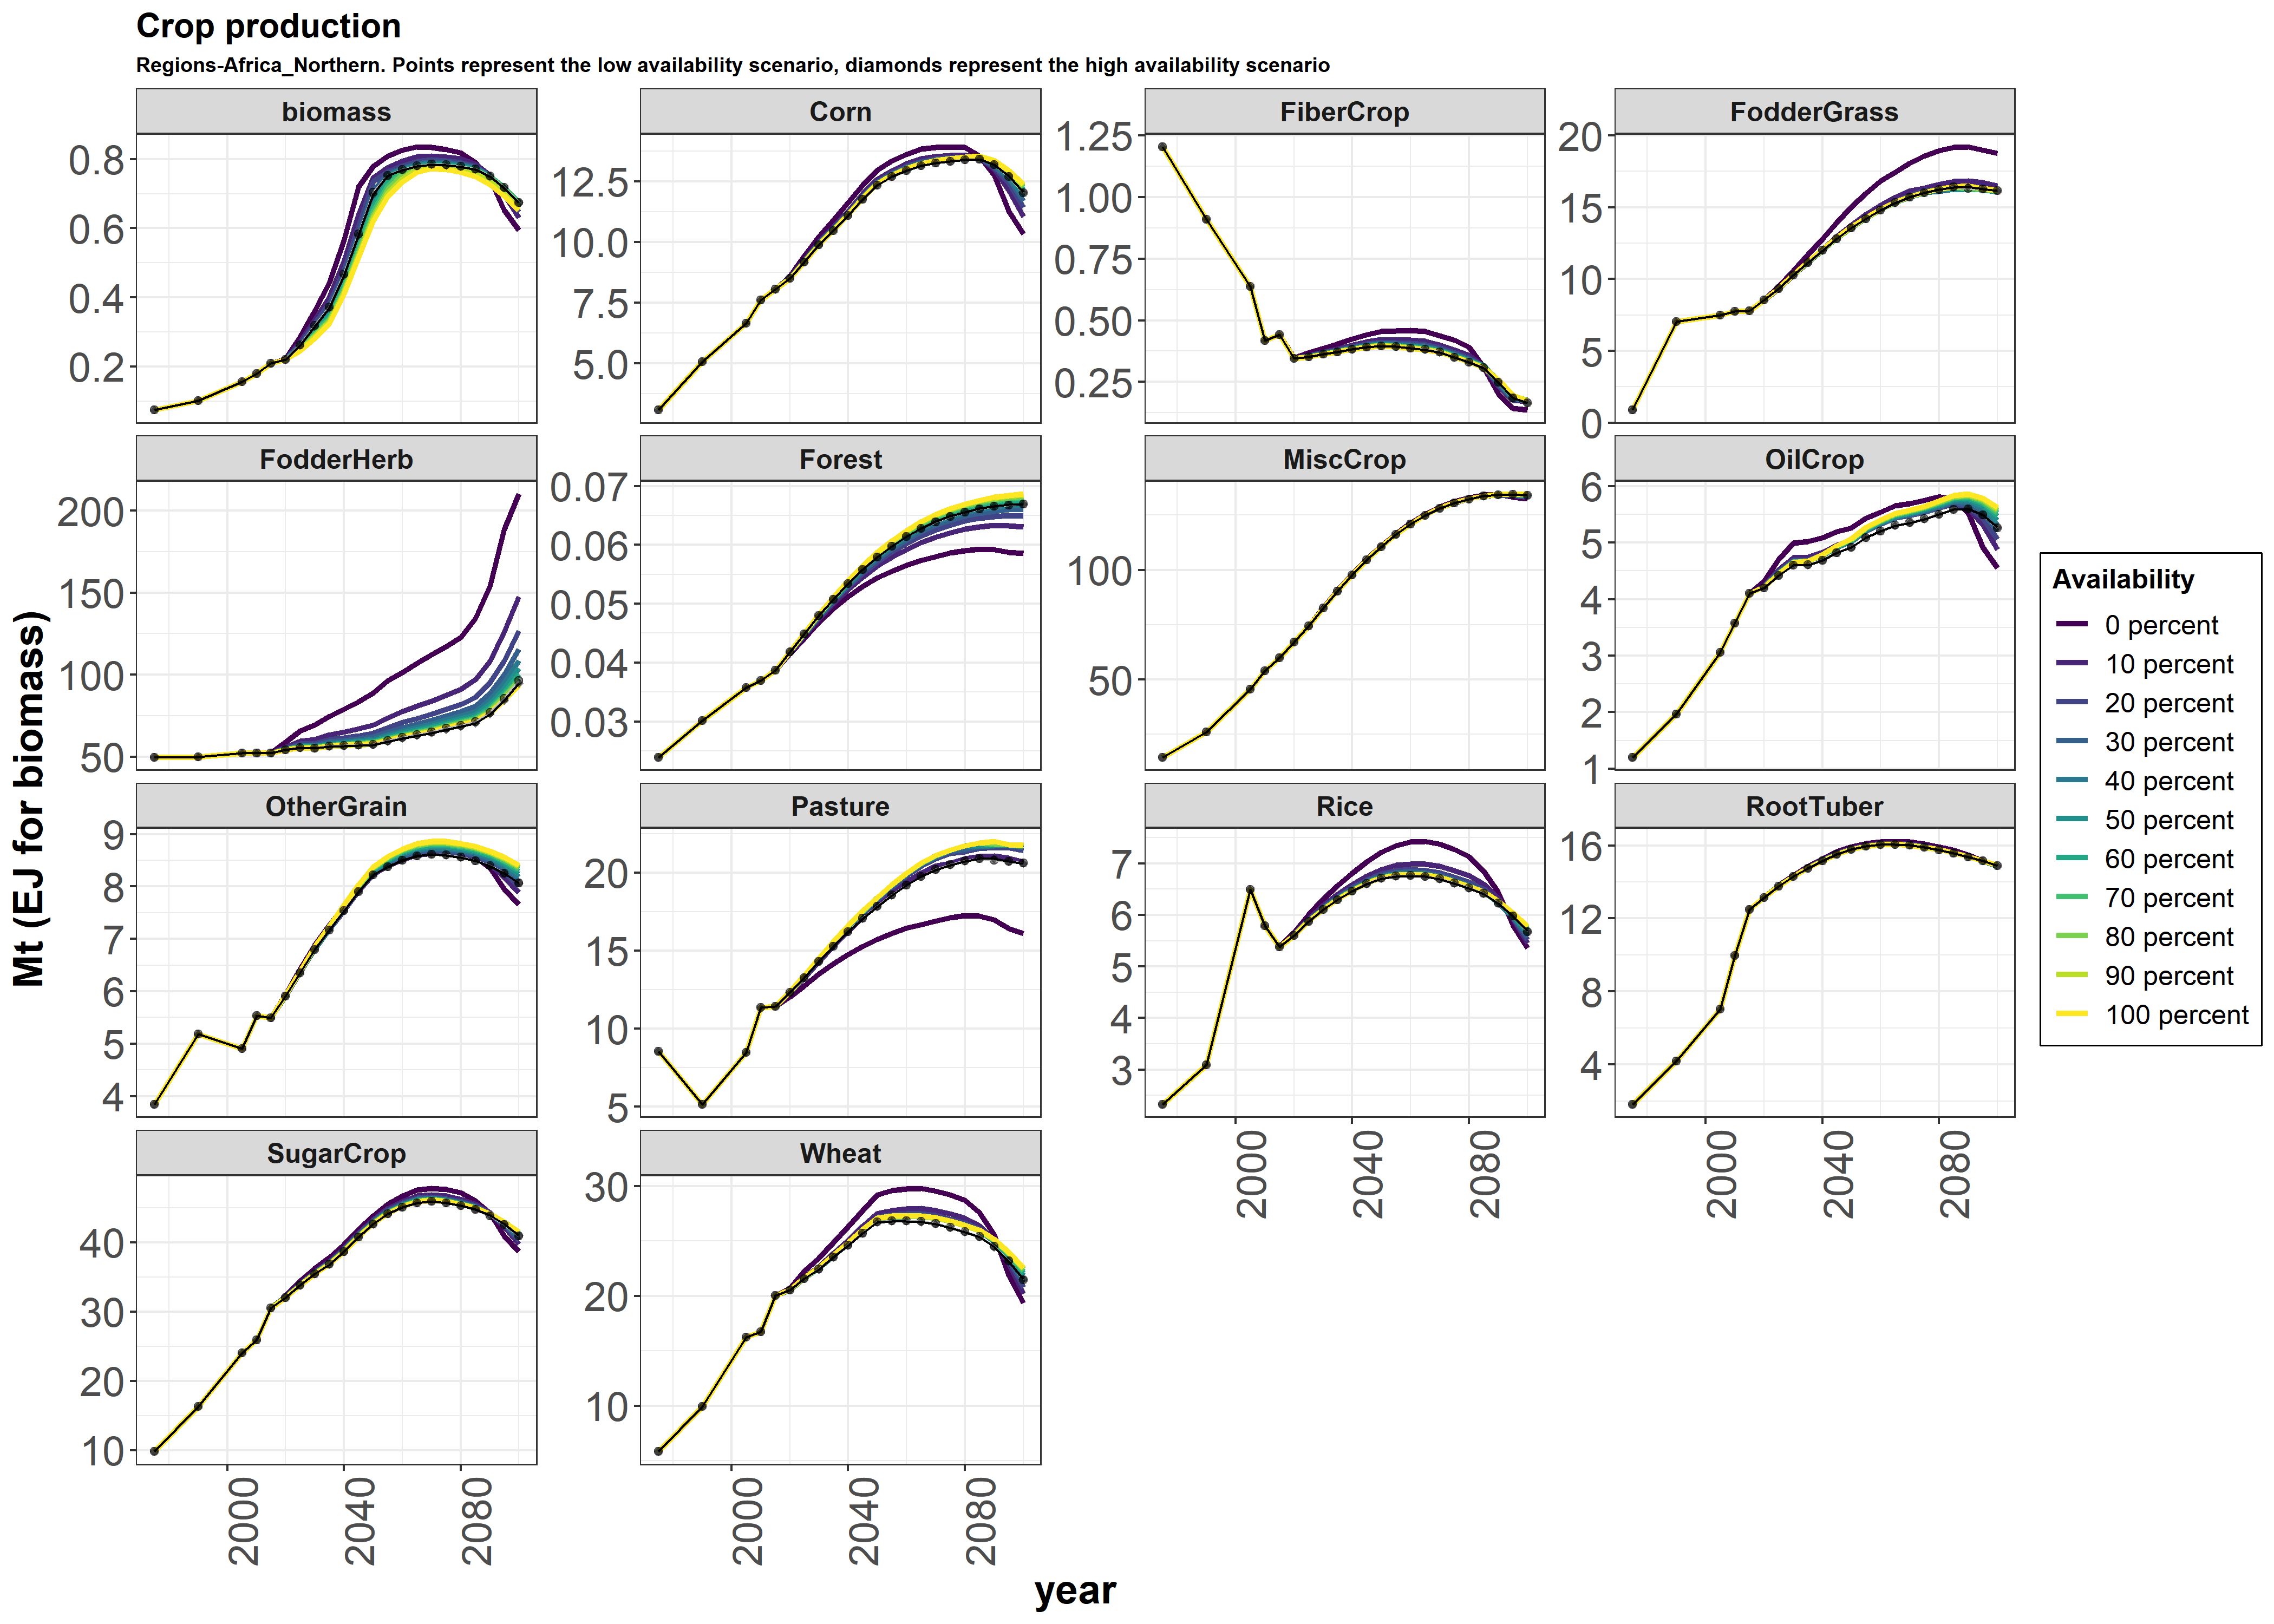 Crop production
Regions-Africa_Northern. Points represent the low availability scenario, diamonds represent the high availability scenario
biomass
0.8
0.6
0.4
0.2
Corn
12.5
10.0
7.5
5.0
FiberCrop
1.25
1.00
0.75
0.50
0.25
FodderGrass
20
15
10
5
0
FodderHerb
200
150
100
50
Forest
0.07
0.06
0.05
0.04
0.03
MiscCrop
100
50
OilCrop
6
5
4
3
2
1
OtherGrain
9
8
7
6
5
4
Pasture
20
15
10
5
Rice
7
6
5
4
3
2000
2040
2080
RootTuber
16
12
8
4
2000
2040
2080
SugarCrop
40
30
20
10
2000
2040
2080
Wheat
30
20
10
2000
2040
2080
Mt (EJ for biomass)
year
Availability
0 percent
10 percent
20 percent
30 percent
40 percent
50 percent
60 percent
70 percent
80 percent
90 percent
100 percent